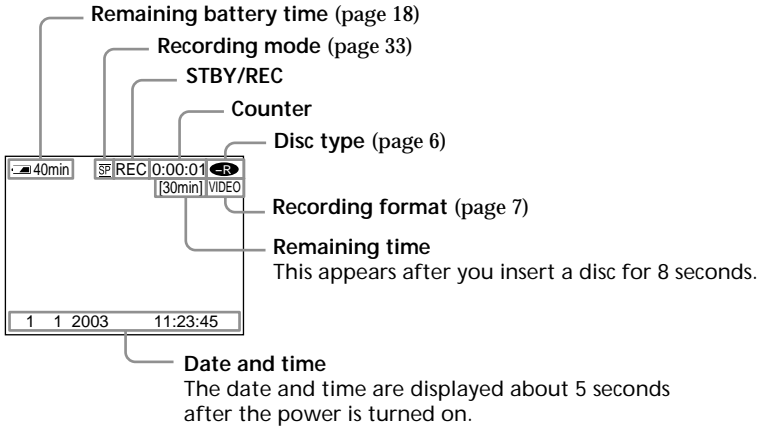 Remaining battery time (page 18)
Recording mode (page 33)
STBY/REC
Counter
Disc type (page 6)
40min SP REC 0:00:01 -R
[30min] VIDEO
Recording format (page 7)
Remaining time
This appears after you insert a disc for 8 seconds.
1 1 2003 11:23:45
Date and time
The date and time are displayed about 5 seconds
after the power is turned on.